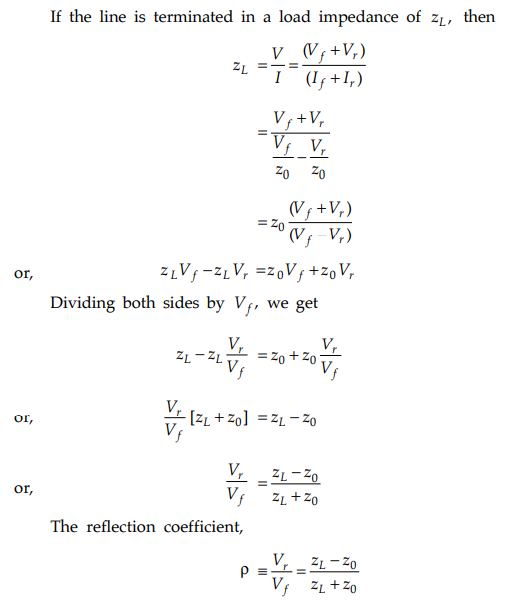 If the line is terminated in a load impedance of z_L, then
z_L = V/I = (V_f + V_r)/(I_f + I_r)
= (V_f + V_r)/(V_f/z_0 − V_r/z_0)
= z_0 (V_f + V_r)/(V_f − V_r)
or, z_L V_f − z_L V_r = z_0 V_f + z_0 V_r
Dividing both sides by V_f, we get
z_L − z_L V_r/V_f = z_0 + z_0 V_r/V_f
or, V_r/V_f [z_L + z_0] = z_L − z_0
or, V_r/V_f = (z_L − z_0)/(z_L + z_0)
The reflection coefficient,
ρ ≡ V_r/V_f = (z_L − z_0)/(z_L + z_0)